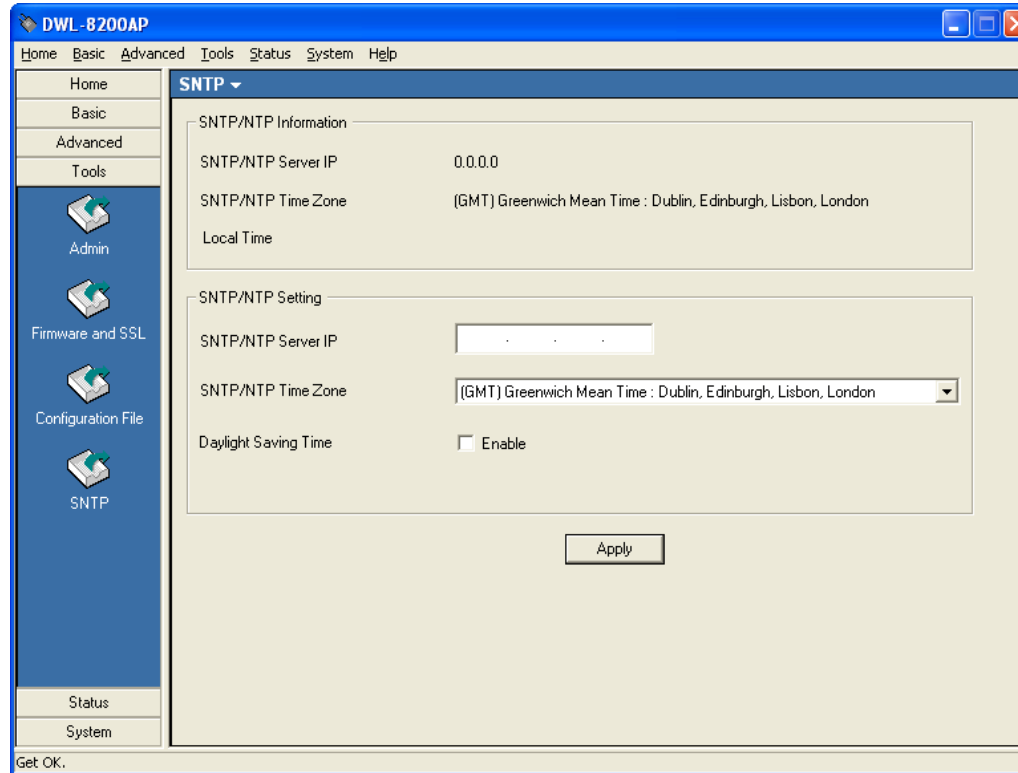 DWL-8200AP
Home Basic Advanced Tools Status System Help
Home
Basic
Advanced
Tools
Admin
Firmware and SSL
Configuration File
SNTP
Status
System
SNTP
SNTP/NTP Information
SNTP/NTP Server IP 0.0.0.0
SNTP/NTP Time Zone (GMT) Greenwich Mean Time : Dublin, Edinburgh, Lisbon, London
Local Time
SNTP/NTP Setting
SNTP/NTP Server IP . . .
SNTP/NTP Time Zone (GMT) Greenwich Mean Time : Dublin, Edinburgh, Lisbon, London
Daylight Saving Time Enable
Apply
Get OK.